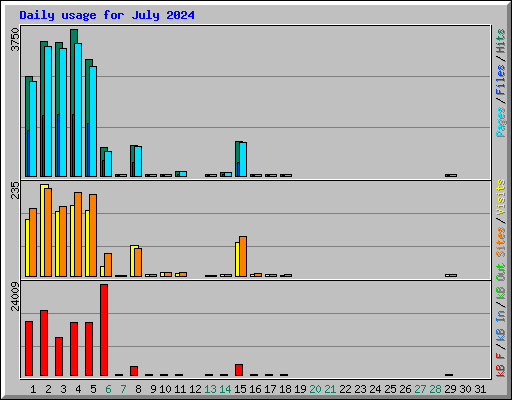 Daily usage for July 2024
3750
Pages / Files / Hits
235
Sites / Visits
24009
kB F / kB In / kB Out
1 2 3 4 5 6 7 8 9 10 11 12 13 14 15 16 17 18 19 20 21 22 23 24 25 26 27 28 29 30 31